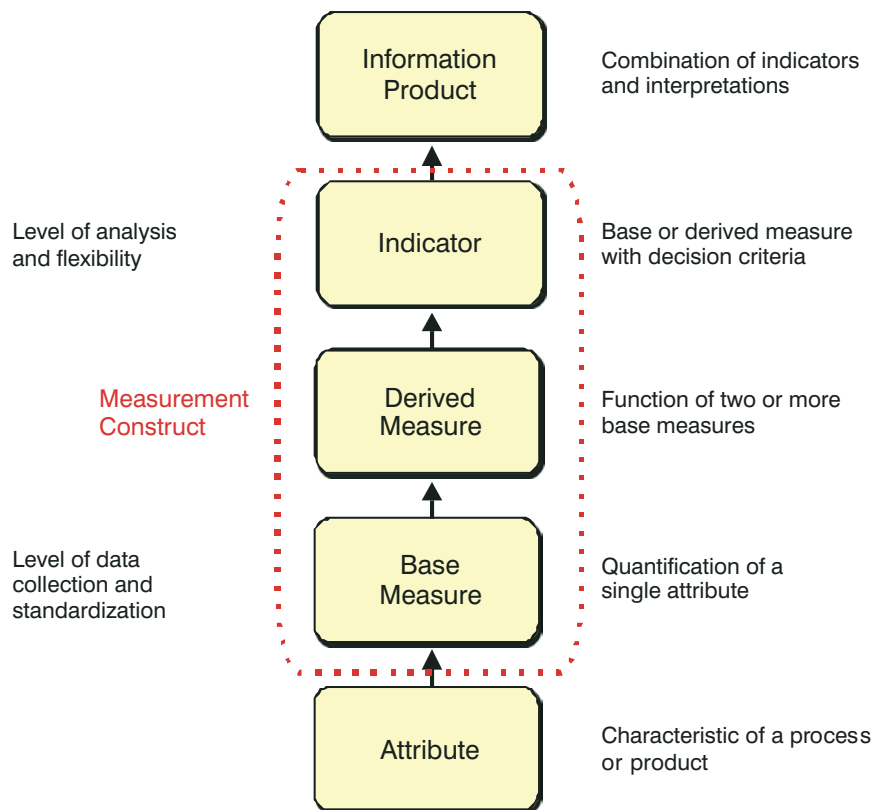 Information
Product
Combination of indicators
and interpretations
Level of analysis
and flexibility
Indicator
Base or derived measure
with decision criteria
Measurement
Construct
Derived
Measure
Function of two or more
base measures
Level of data
collection and
standardization
Base
Measure
Quantification of a
single attribute
Attribute
Characteristic of a process
or product